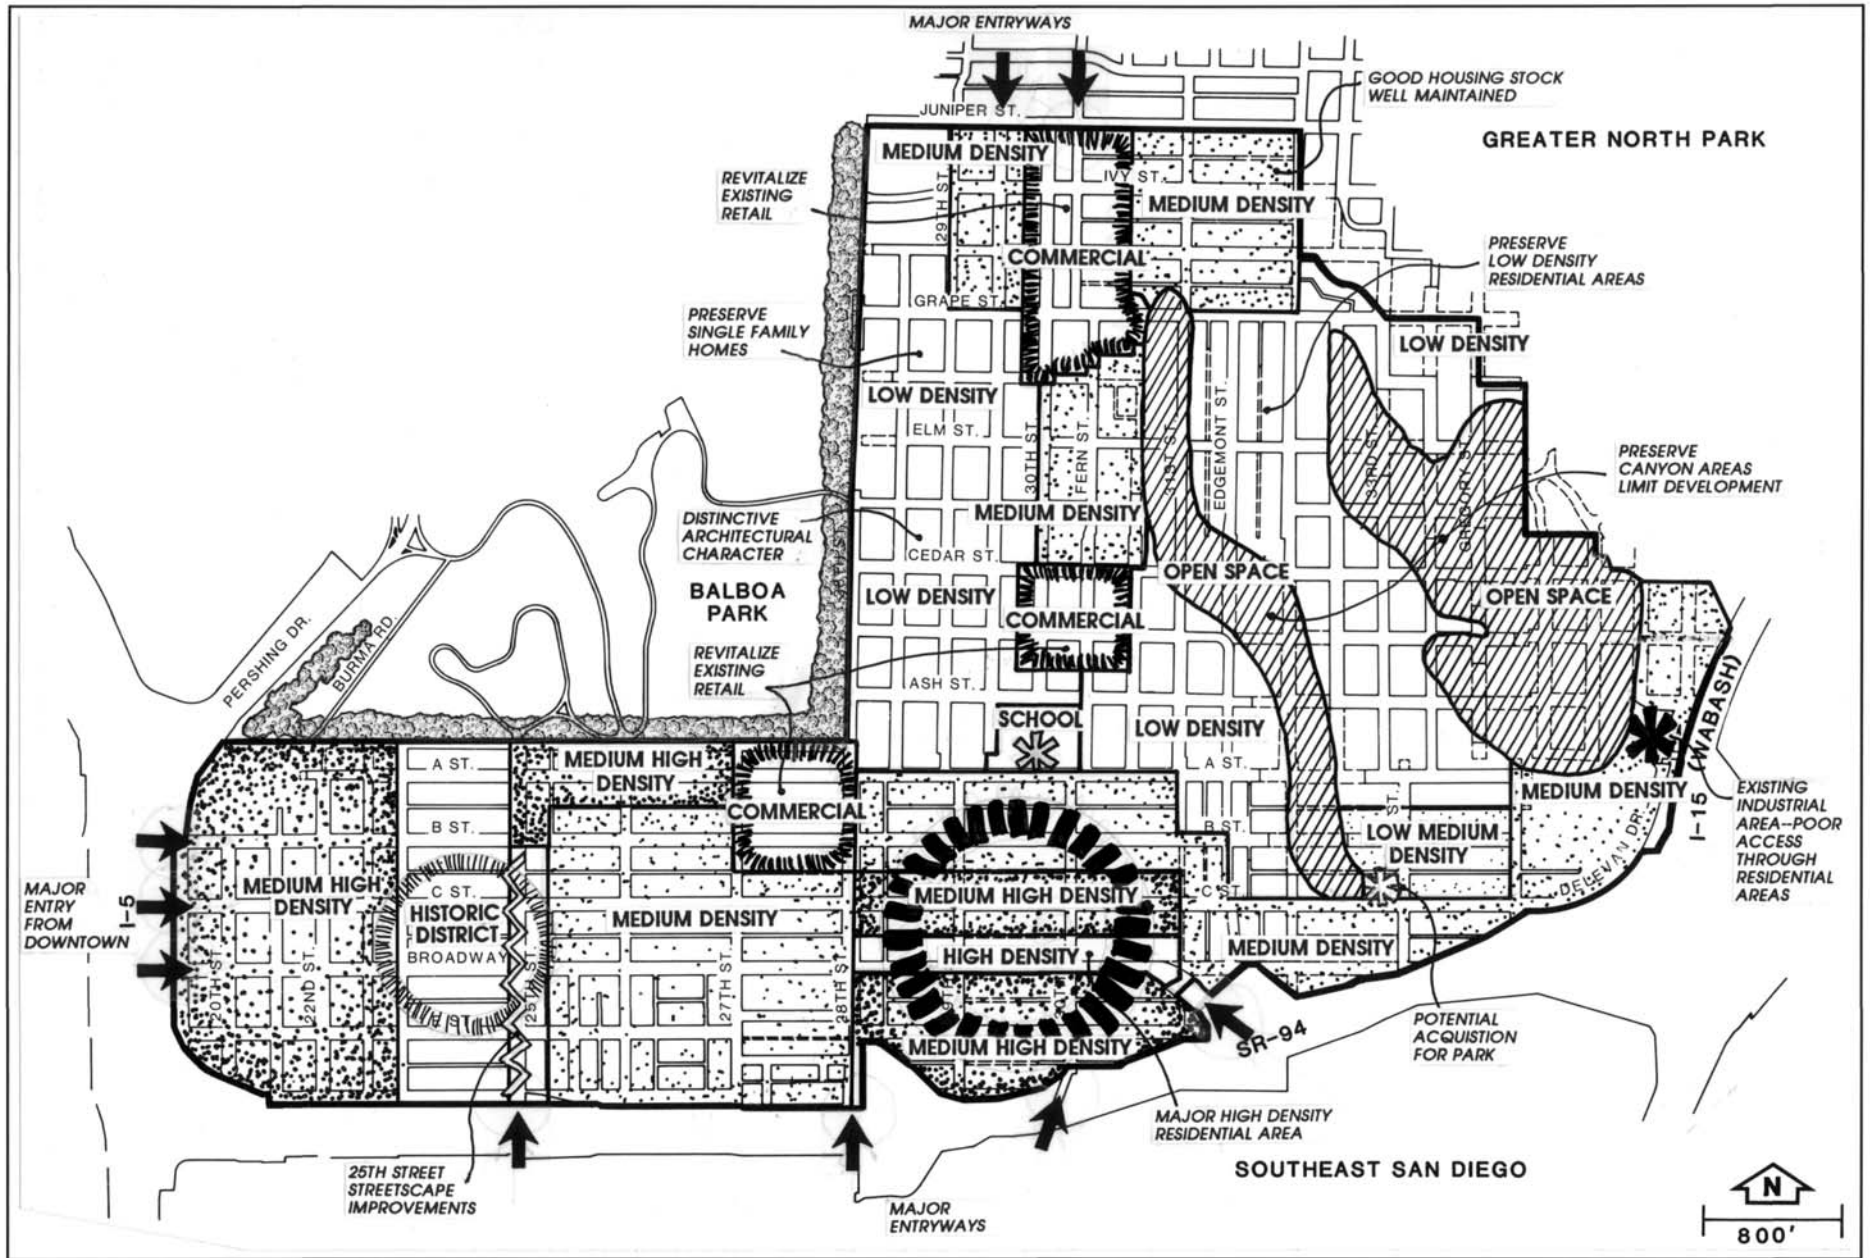 MAJOR ENTRYWAYS
JUNIPER ST.
GOOD HOUSING STOCK
WELL MAINTAINED
GREATER NORTH PARK
MEDIUM DENSITY
REVITALIZE
EXISTING
RETAIL
29TH ST.
IVY ST.
MEDIUM DENSITY
PRESERVE
LOW DENSITY
RESIDENTIAL AREAS
COMMERCIAL
GRAPE ST.
PRESERVE
SINGLE FAMILY
HOMES
LOW DENSITY
LOW DENSITY
ELM ST.
30TH ST.
FERN ST.
31ST ST.
EDGEMONT ST.
33RD ST.
GREGORY ST.
PRESERVE
CANYON AREAS
LIMIT DEVELOPMENT
DISTINCTIVE
ARCHITECTURAL
CHARACTER
MEDIUM DENSITY
CEDAR ST.
OPEN SPACE
OPEN SPACE
BALBOA
PARK
LOW DENSITY
COMMERCIAL
PERSHING DR.
BURMA RD.
REVITALIZE
EXISTING
RETAIL
ASH ST.
SCHOOL
LOW DENSITY
I-15 (WABASH)
A ST.
MEDIUM HIGH
DENSITY
A ST.
MEDIUM DENSITY
EXISTING
INDUSTRIAL
AREA--POOR
ACCESS
THROUGH
RESIDENTIAL
AREAS
COMMERCIAL
B ST.
B ST.
ST.
LOW MEDIUM
DENSITY
DELEVAN DR.
MAJOR
ENTRY
FROM
DOWNTOWN
I-5
MEDIUM HIGH
DENSITY
C ST.
HISTORIC
DISTRICT
BROADWAY
MEDIUM DENSITY
MEDIUM HIGH DENSITY
C ST.
HIGH DENSITY
MEDIUM DENSITY
20TH ST.
22ND ST.
25TH ST.
27TH ST.
28TH ST.
MEDIUM HIGH DENSITY
SR-94
POTENTIAL
ACQUISTION
FOR PARK
MAJOR HIGH DENSITY
RESIDENTIAL AREA
25TH STREET
STREETSCAPE
IMPROVEMENTS
MAJOR
ENTRYWAYS
SOUTHEAST SAN DIEGO
N
800'